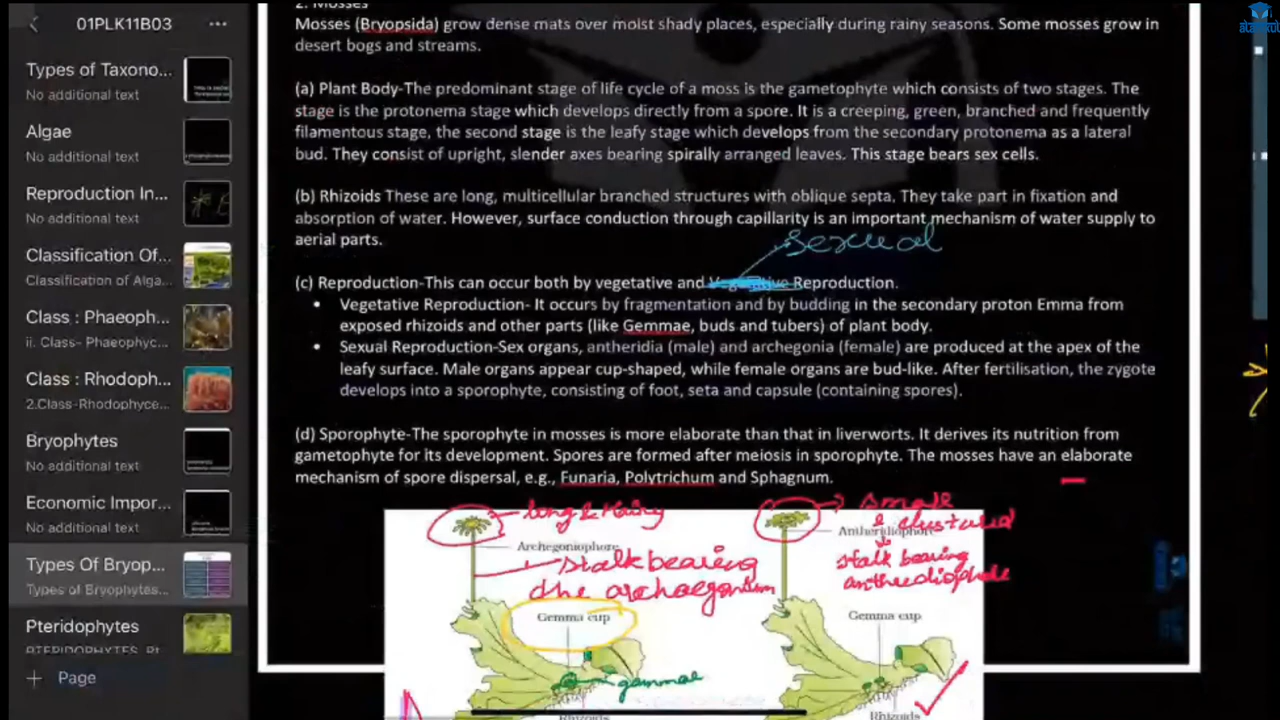 01PLK11B03
Types of Taxono...
No additional text
Algae
No additional text
Reproduction In...
No additional text
Classification Of...
Classification of Alga...
Class : Phaeoph...
ii. Class- Phaeophyc...
Class : Rhodoph...
2.Class-Rhodophyce...
Bryophytes
No additional text
Economic Impor...
No additional text
Types Of Bryop...
Types of Bryophytes...
Pteridophytes
PTERIDOPHYTES. Pt...
+ Page
2. Mosses
Mosses (Bryopsida) grow dense mats over moist shady places, especially during rainy seasons. Some mosses grow in
desert bogs and streams.
(a) Plant Body-The predominant stage of life cycle of a moss is the gametophyte which consists of two stages. The
stage is the protonema stage which develops directly from a spore. It is a creeping, green, branched and frequently
filamentous stage, the second stage is the leafy stage which develops from the secondary protonema as a lateral
bud. They consist of upright, slender axes bearing spirally arranged leaves. This stage bears sex cells.
(b) Rhizoids These are long, multicellular branched structures with oblique septa. They take part in fixation and
absorption of water. However, surface conduction through capillarity is an important mechanism of water supply to
aerial parts.
sexual
(c) Reproduction-This can occur both by vegetative and Vegetative Reproduction.
• Vegetative Reproduction- It occurs by fragmentation and by budding in the secondary proton Emma from
exposed rhizoids and other parts (like Gemmae, buds and tubers) of plant body.
• Sexual Reproduction-Sex organs, antheridia (male) and archegonia (female) are produced at the apex of the
leafy surface. Male organs appear cup-shaped, while female organs are bud-like. After fertilisation, the zygote
develops into a sporophyte, consisting of foot, seta and capsule (containing spores).
(d) Sporophyte-The sporophyte in mosses is more elaborate than that in liverworts. It derives its nutrition from
gametophyte for its development. Spores are formed after meiosis in sporophyte. The mosses have an elaborate
mechanism of spore dispersal, e.g., Funaria, Polytrichum and Sphagnum.
long & Hairy
Archegoniophore
Stalk bearing
the archaegonium
Gemma cup
gammae
Rhizoids
small
& clustered
Antheridiophore
stalk bearing
Gemma cup
Rhizoids